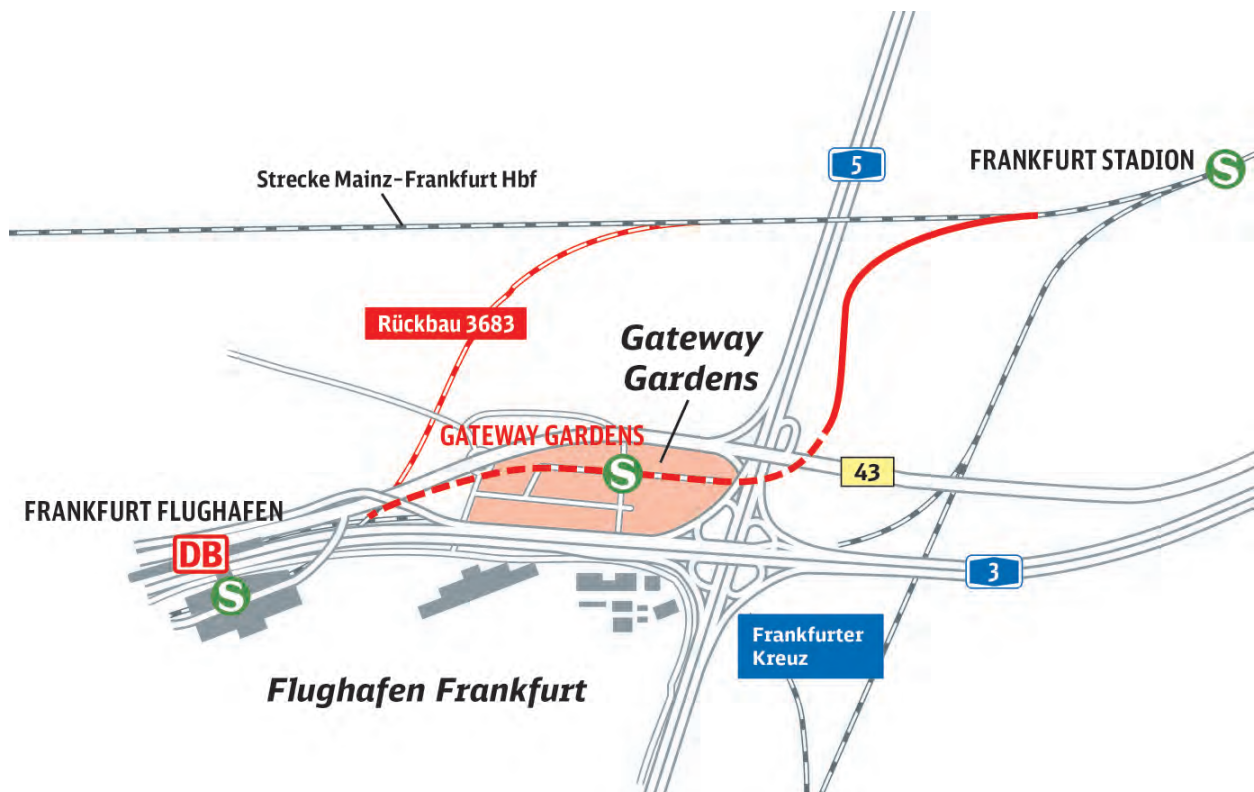 5
FRANKFURT STADION
S
Strecke Mainz-Frankfurt Hbf
Rückbau 3683
Gateway
Gardens
GATEWAY GARDENS
S
43
FRANKFURT FLUGHAFEN
DB
S
3
Frankfurter
Kreuz
Flughafen Frankfurt